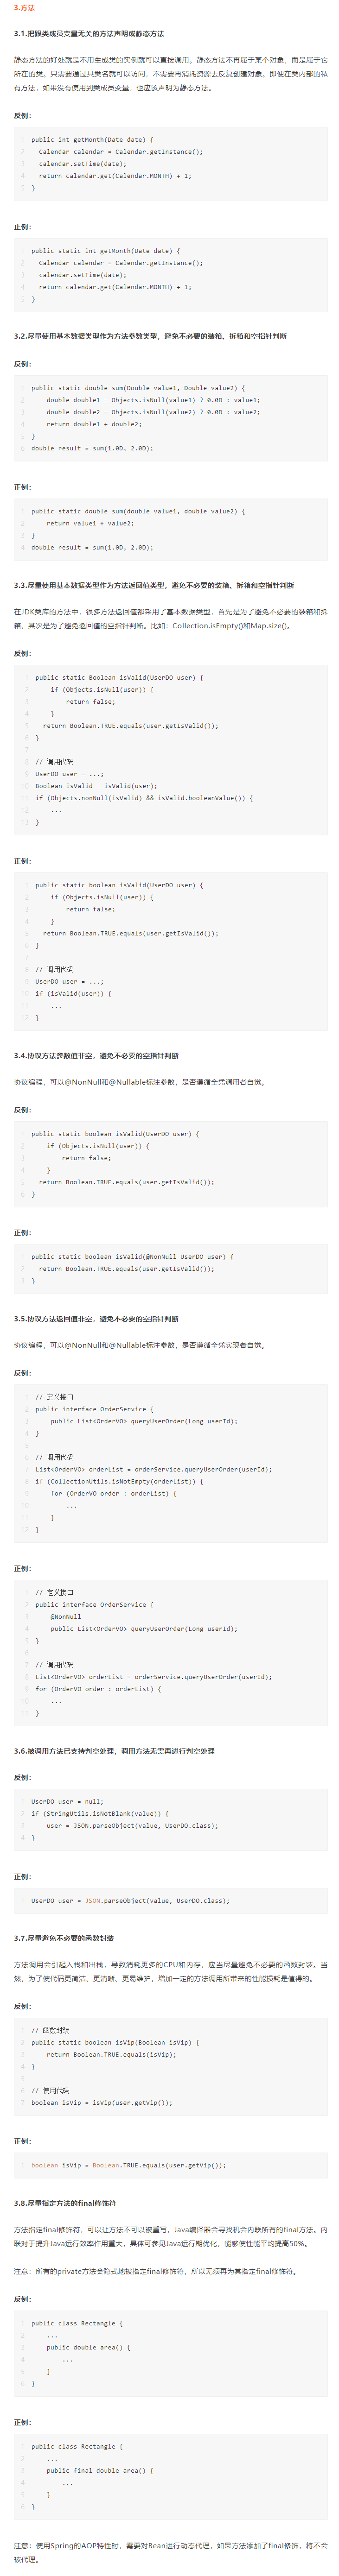 3.方法
3.1.把跟类成员变量无关的方法声明成静态方法
静态方法的好处就是不用生成类的实例就可以直接调用。静态方法不再属于某个对象，而是属于它
所在的类。只需要通过其类名就可以访问，不需要再消耗资源去反复创建对象。即便在类内部的私
有方法，如果没有使用到类成员变量，也应该声明为静态方法。
反例：
1 public int getMonth(Date date) {
2 Calendar calendar = Calendar.getInstance();
3 calendar.setTime(date);
4 return calendar.get(Calendar.MONTH) + 1;
5 }
正例：
1 public static int getMonth(Date date) {
2 Calendar calendar = Calendar.getInstance();
3 calendar.setTime(date);
4 return calendar.get(Calendar.MONTH) + 1;
5 }
3.2.尽量使用基本数据类型作为方法参数类型，避免不必要的装箱、拆箱和空指针判断
反例：
1 public static double sum(Double value1, Double value2) {
2 double double1 = Objects.isNull(value1) ? 0.0D : value1;
3 double double2 = Objects.isNull(value2) ? 0.0D : value2;
4 return double1 + double2;
5 }
6 double result = sum(1.0D, 2.0D);
正例：
1 public static double sum(double value1, double value2) {
2 return value1 + value2;
3 }
4 double result = sum(1.0D, 2.0D);
3.3.尽量使用基本数据类型作为方法返回值类型，避免不必要的装箱、拆箱和空指针判断
在JDK类库的方法中，很多方法返回值都采用了基本数据类型，首先是为了避免不必要的装箱和拆
箱，其次是为了避免返回值的空指针判断。比如：Collection.isEmpty()和Map.size()。
反例：
1 public static Boolean isValid(UserDO user) {
2 if (Objects.isNull(user)) {
3 return false;
4 }
5 return Boolean.TRUE.equals(user.getIsValid());
6 }
7
8 // 调用代码
9 UserDO user = ...;
10 Boolean isValid = isValid(user);
11 if (Objects.nonNull(isValid) && isValid.booleanValue()) {
12 ...
13 }
正例：
1 public static boolean isValid(UserDO user) {
2 if (Objects.isNull(user)) {
3 return false;
4 }
5 return Boolean.TRUE.equals(user.getIsValid());
6 }
7
8 // 调用代码
9 UserDO user = ...;
10 if (isValid(user)) {
11 ...
12 }
3.4.协议方法参数值非空，避免不必要的空指针判断
协议编程，可以@NonNull和@Nullable标注参数，是否遵循全凭调用者自觉。
反例：
1 public static boolean isValid(UserDO user) {
2 if (Objects.isNull(user)) {
3 return false;
4 }
5 return Boolean.TRUE.equals(user.getIsValid());
6 }
正例：
1 public static boolean isValid(@NonNull UserDO user) {
2 return Boolean.TRUE.equals(user.getIsValid());
3 }
3.5.协议方法返回值非空，避免不必要的空指针判断
协议编程，可以@NonNull和@Nullable标注参数，是否遵循全凭实现者自觉。
反例：
1 // 定义接口
2 public interface OrderService {
3 public List<OrderVO> queryUserOrder(Long userId);
4 }
5
6 // 调用代码
7 List<OrderVO> orderList = orderService.queryUserOrder(userId);
8 if (CollectionUtils.isNotEmpty(orderList)) {
9 for (OrderVO order : orderList) {
10 ...
11 }
12 }
正例：
1 // 定义接口
2 public interface OrderService {
3 @NonNull
4 public List<OrderVO> queryUserOrder(Long userId);
5 }
6
7 // 调用代码
8 List<OrderVO> orderList = orderService.queryUserOrder(userId);
9 for (OrderVO order : orderList) {
10 ...
11 }
3.6.被调用方法已支持判空处理，调用方法无需再进行判空处理
反例：
1 UserDO user = null;
2 if (StringUtils.isNotBlank(value)) {
3 user = JSON.parseObject(value, UserDO.class);
4 }
正例：
1 UserDO user = JSON.parseObject(value, UserDO.class);
3.7.尽量避免不必要的函数封装
方法调用会引起入栈和出栈，导致消耗更多的CPU和内存，应当尽量避免不必要的函数封装。当
然，为了使代码更简洁、更清晰、更易维护，增加一定的方法调用所带来的性能损耗是值得的。
反例：
1 // 函数封装
2 public static boolean isVip(Boolean isVip) {
3 return Boolean.TRUE.equals(isVip);
4 }
5
6 // 使用代码
7 boolean isVip = isVip(user.getVip());
正例：
1 boolean isVip = Boolean.TRUE.equals(user.getVip());
3.8.尽量指定方法的final修饰符
方法指定final修饰符，可以让方法不可以被重写，Java编译器会寻找机会内联所有的final方法。内
联对于提升Java运行效率作用重大，具体可参见Java运行期优化，能够使性能平均提高50%。
注意：所有的private方法会隐式地被指定final修饰符，所以无须再为其指定final修饰符。
反例：
1 public class Rectangle {
2 ...
3 public double area() {
4 ...
5 }
6 }
正例：
1 public class Rectangle {
2 ...
3 public final double area() {
4 ...
5 }
6 }
注意：使用Spring的AOP特性时，需要对Bean进行动态代理，如果方法添加了final修饰，将不会
被代理。